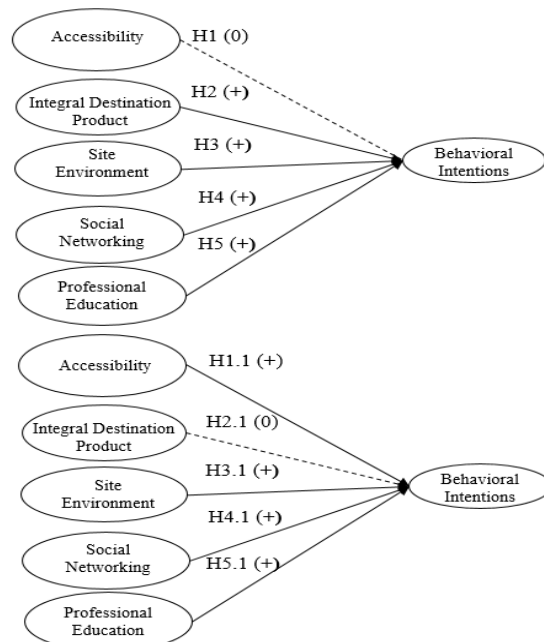 Accessibility
H1 (0)
Integral Destination
Product
H2 (+)
Site
Environment
H3 (+)
Behavioral
Intentions
Social
Networking
H4 (+)
H5 (+)
Professional
Education
Accessibility
H1.1 (+)
Integral Destination
Product
H2.1 (0)
Site
Environment
H3.1 (+)
Behavioral
Intentions
H4.1 (+)
Social
Networking
H5.1 (+)
Professional
Education